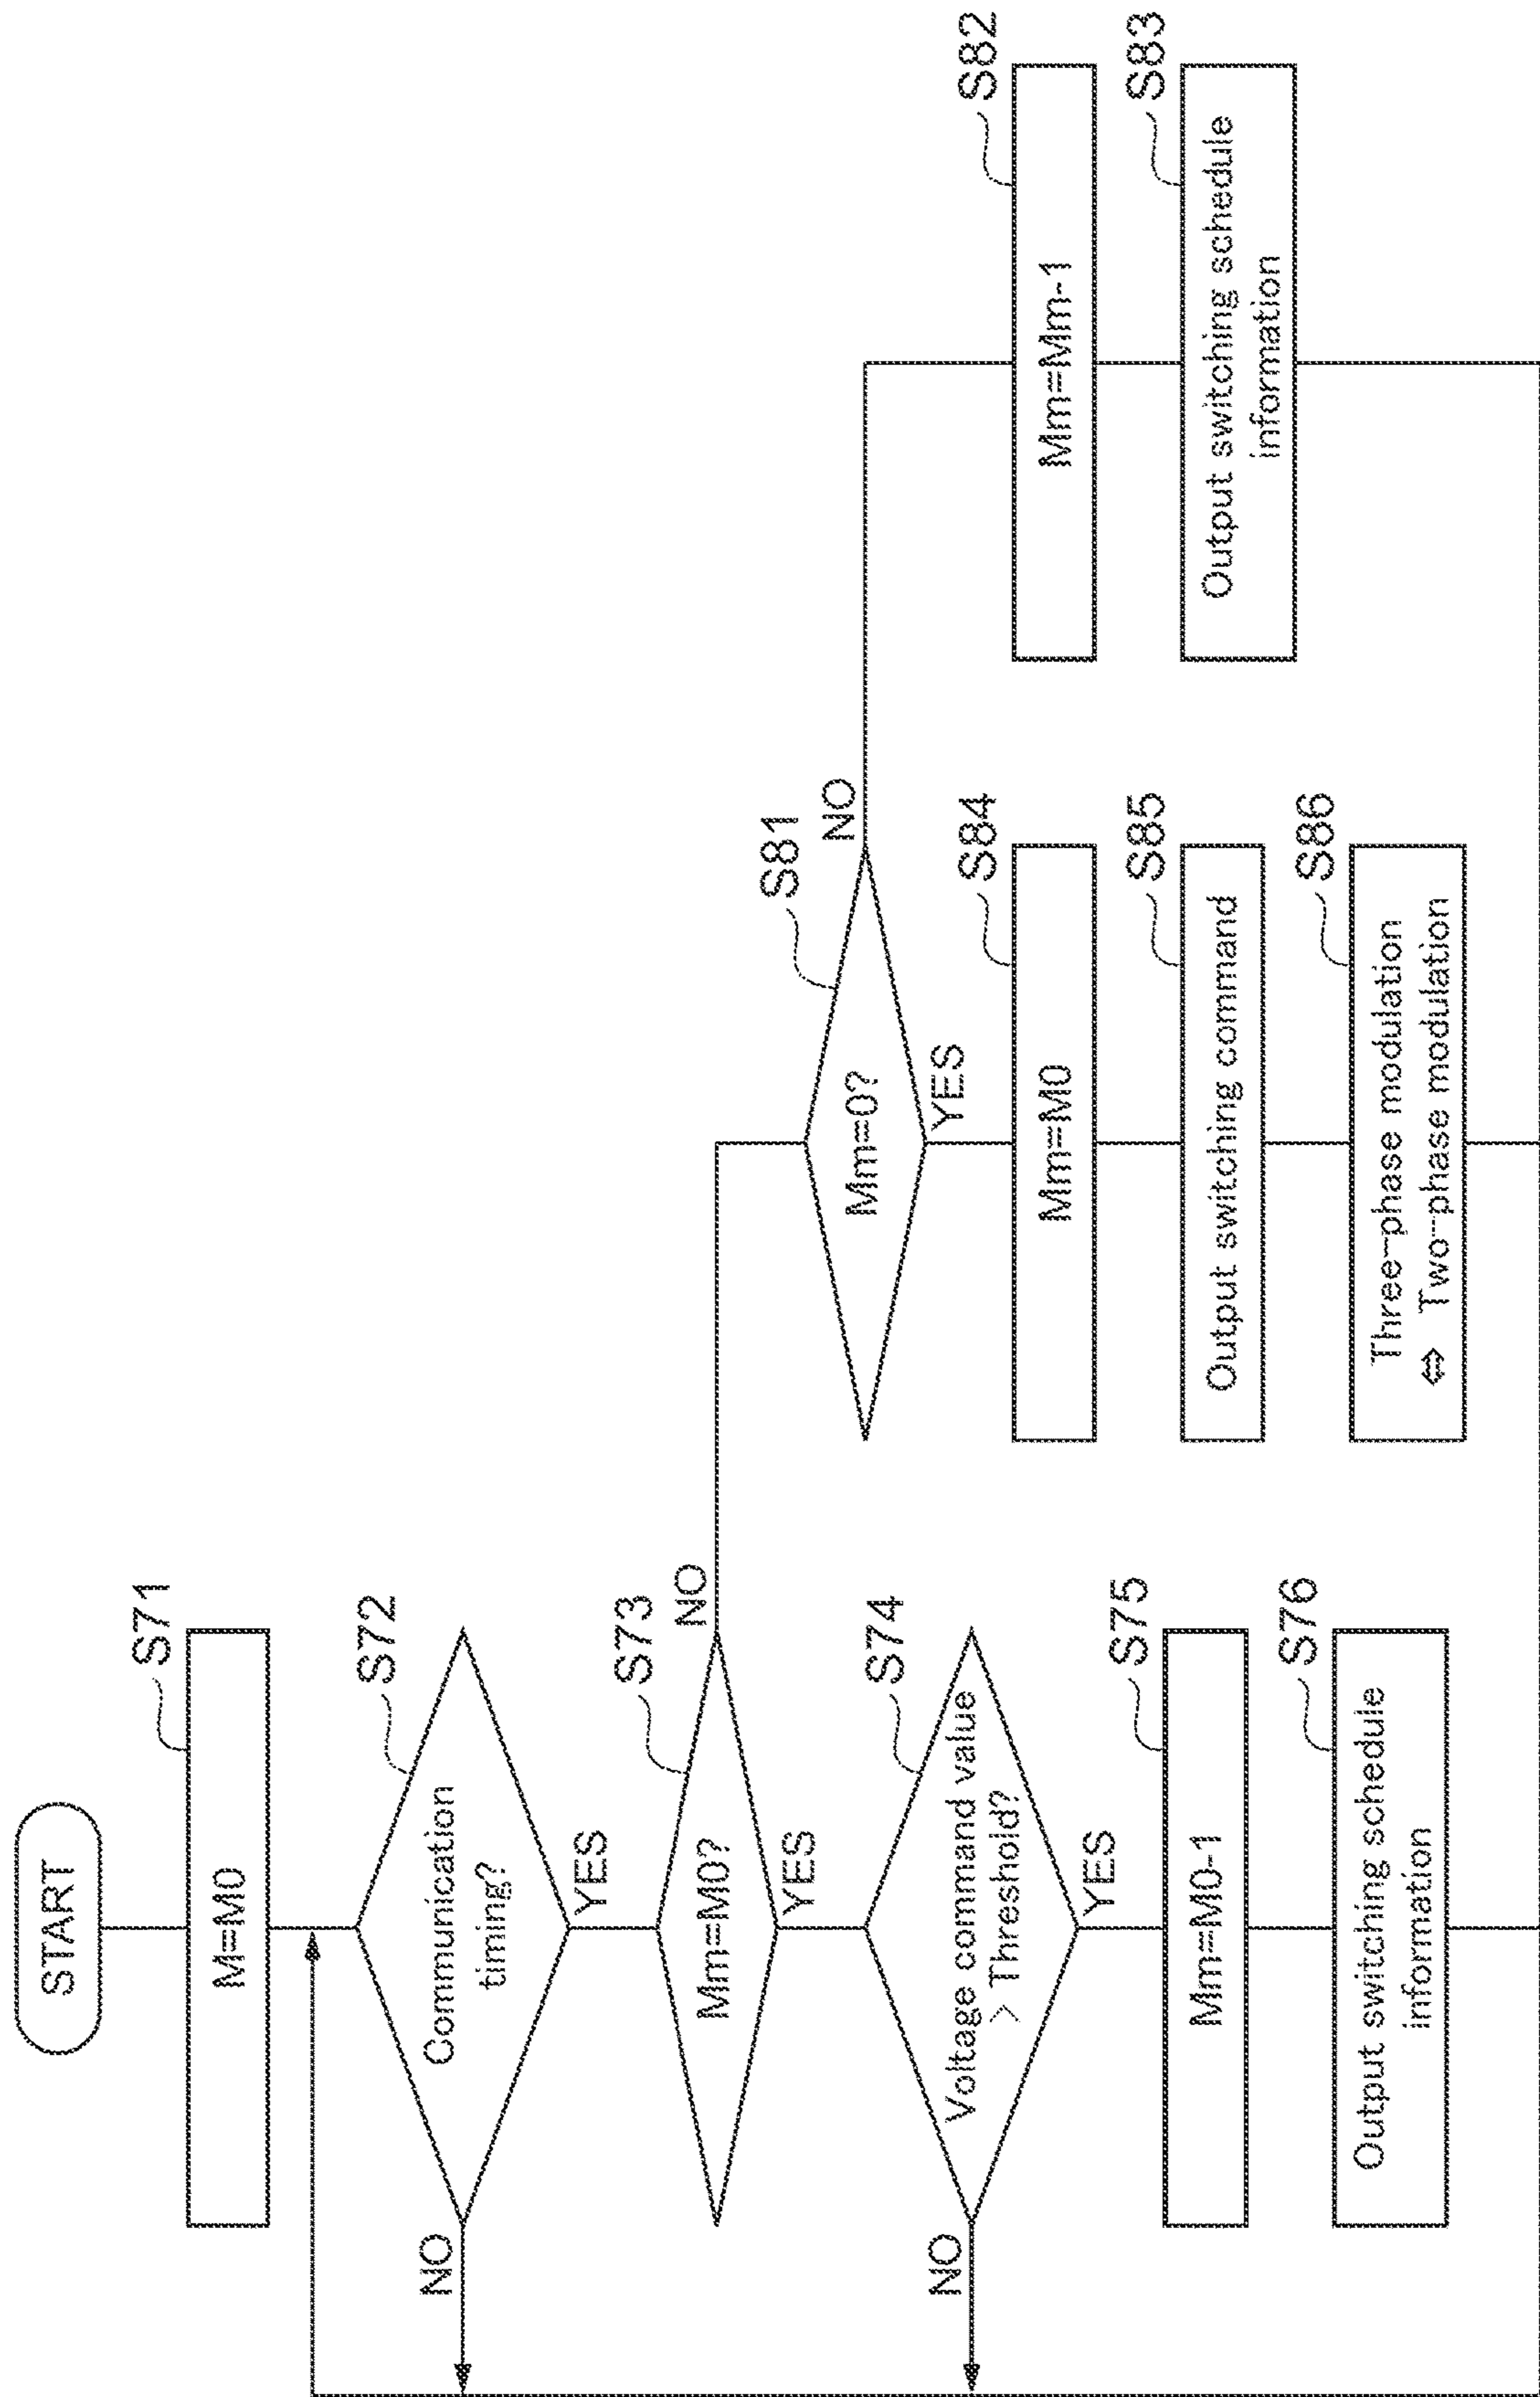 START
S71
M=M0
S72
Communication
timing?
NO
YES
S73
Mm=M0?
NO
YES
S74
Voltage command value
> Threshold?
NO
YES
S75
Mm=M0-1
S76
Output switching schedule
information
S81
Mm=0?
NO
YES
S84
Mm=M0
S85
Output switching command
S86
Three-phase modulation
⇔ Two-phase modulation
S82
Mm=Mm-1
S83
Output switching schedule
information